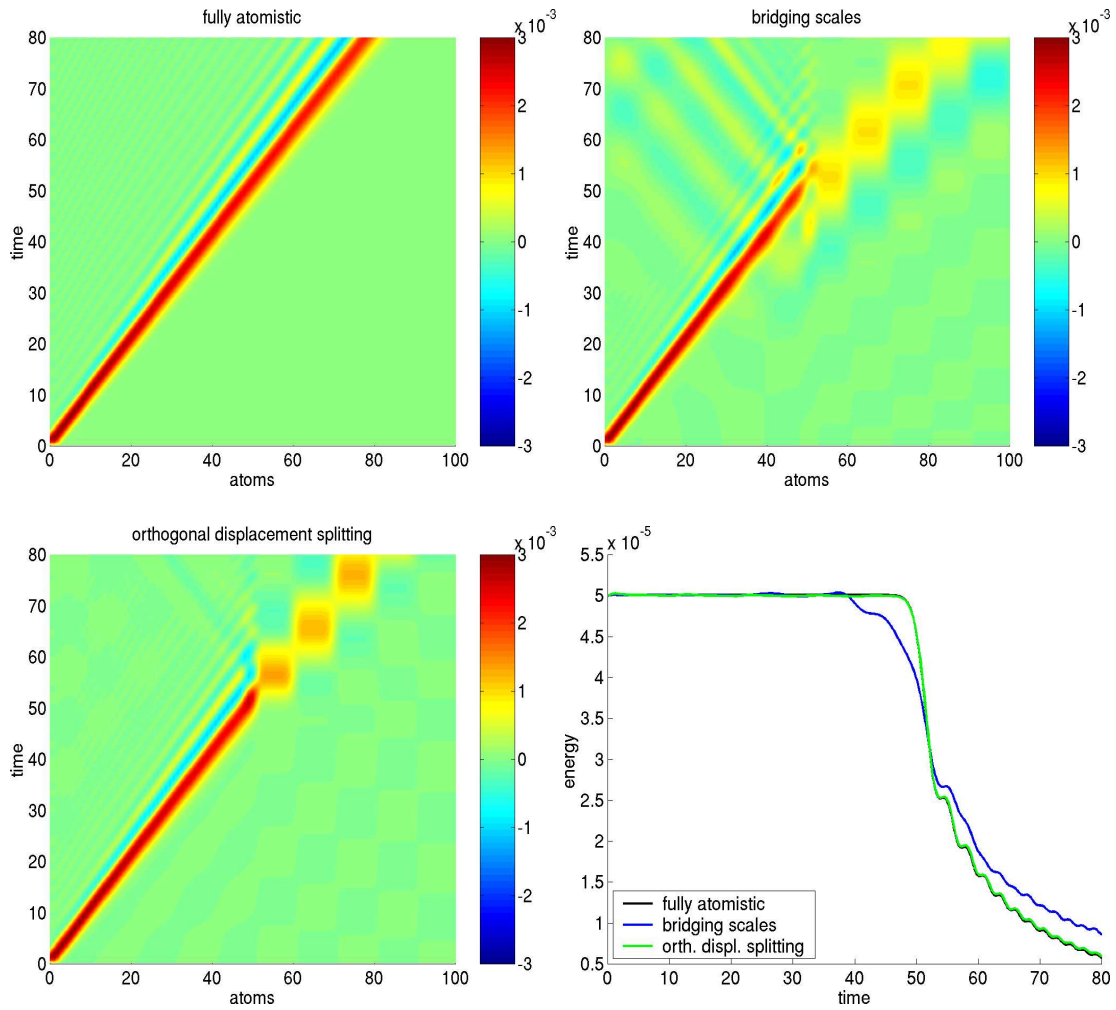 fully atomistic
x 10-3
80
70
60
50
40
30
20
10
0
time
0 20 40 60 80 100
atoms
3
2
1
0
-1
-2
-3
bridging scales
x 10-3
80
70
60
50
40
30
20
10
0
time
0 20 40 60 80 100
atoms
3
2
1
0
-1
-2
-3
orthogonal displacement splitting
x 10-3
80
70
60
50
40
30
20
10
0
time
0 20 40 60 80 100
atoms
3
2
1
0
-1
-2
-3
x 10-5
5.5
5
4.5
4
3.5
3
2.5
2
1.5
1
0.5
energy
fully atomistic
bridging scales
orth. displ. splitting
0 10 20 30 40 50 60 70 80
time